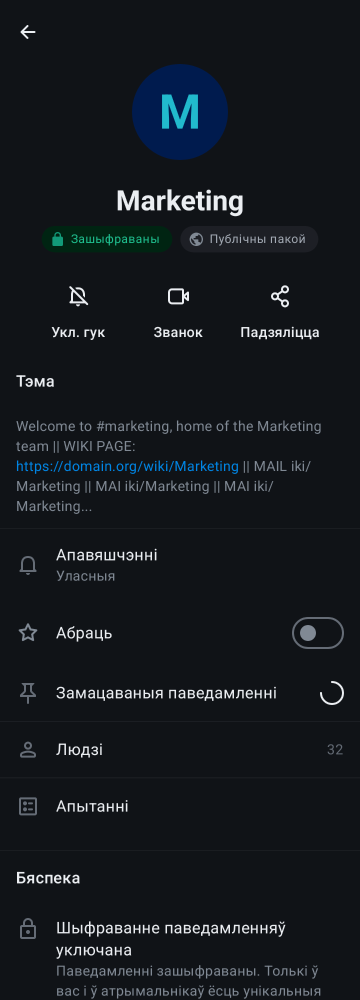 M
Marketing
Зашыфраваны
Публічны пакой
Укл. гук
Званок
Падзяліцца
Тэма
Welcome to #marketing, home of the Marketing
team || WIKI PAGE:
https://domain.org/wiki/Marketing || MAIL iki/
Marketing || MAI iki/Marketing || MAI iki/
Marketing...
Апавяшчэнні
Уласныя
Абраць
Замацаваныя паведамленні
Людзі
32
Апытанні
Бяспека
Шыфраванне паведамленняў
уключана
Паведамленні зашыфраваны. Толькі ў
вас і ў атрымальнікаў ёсць унікальныя